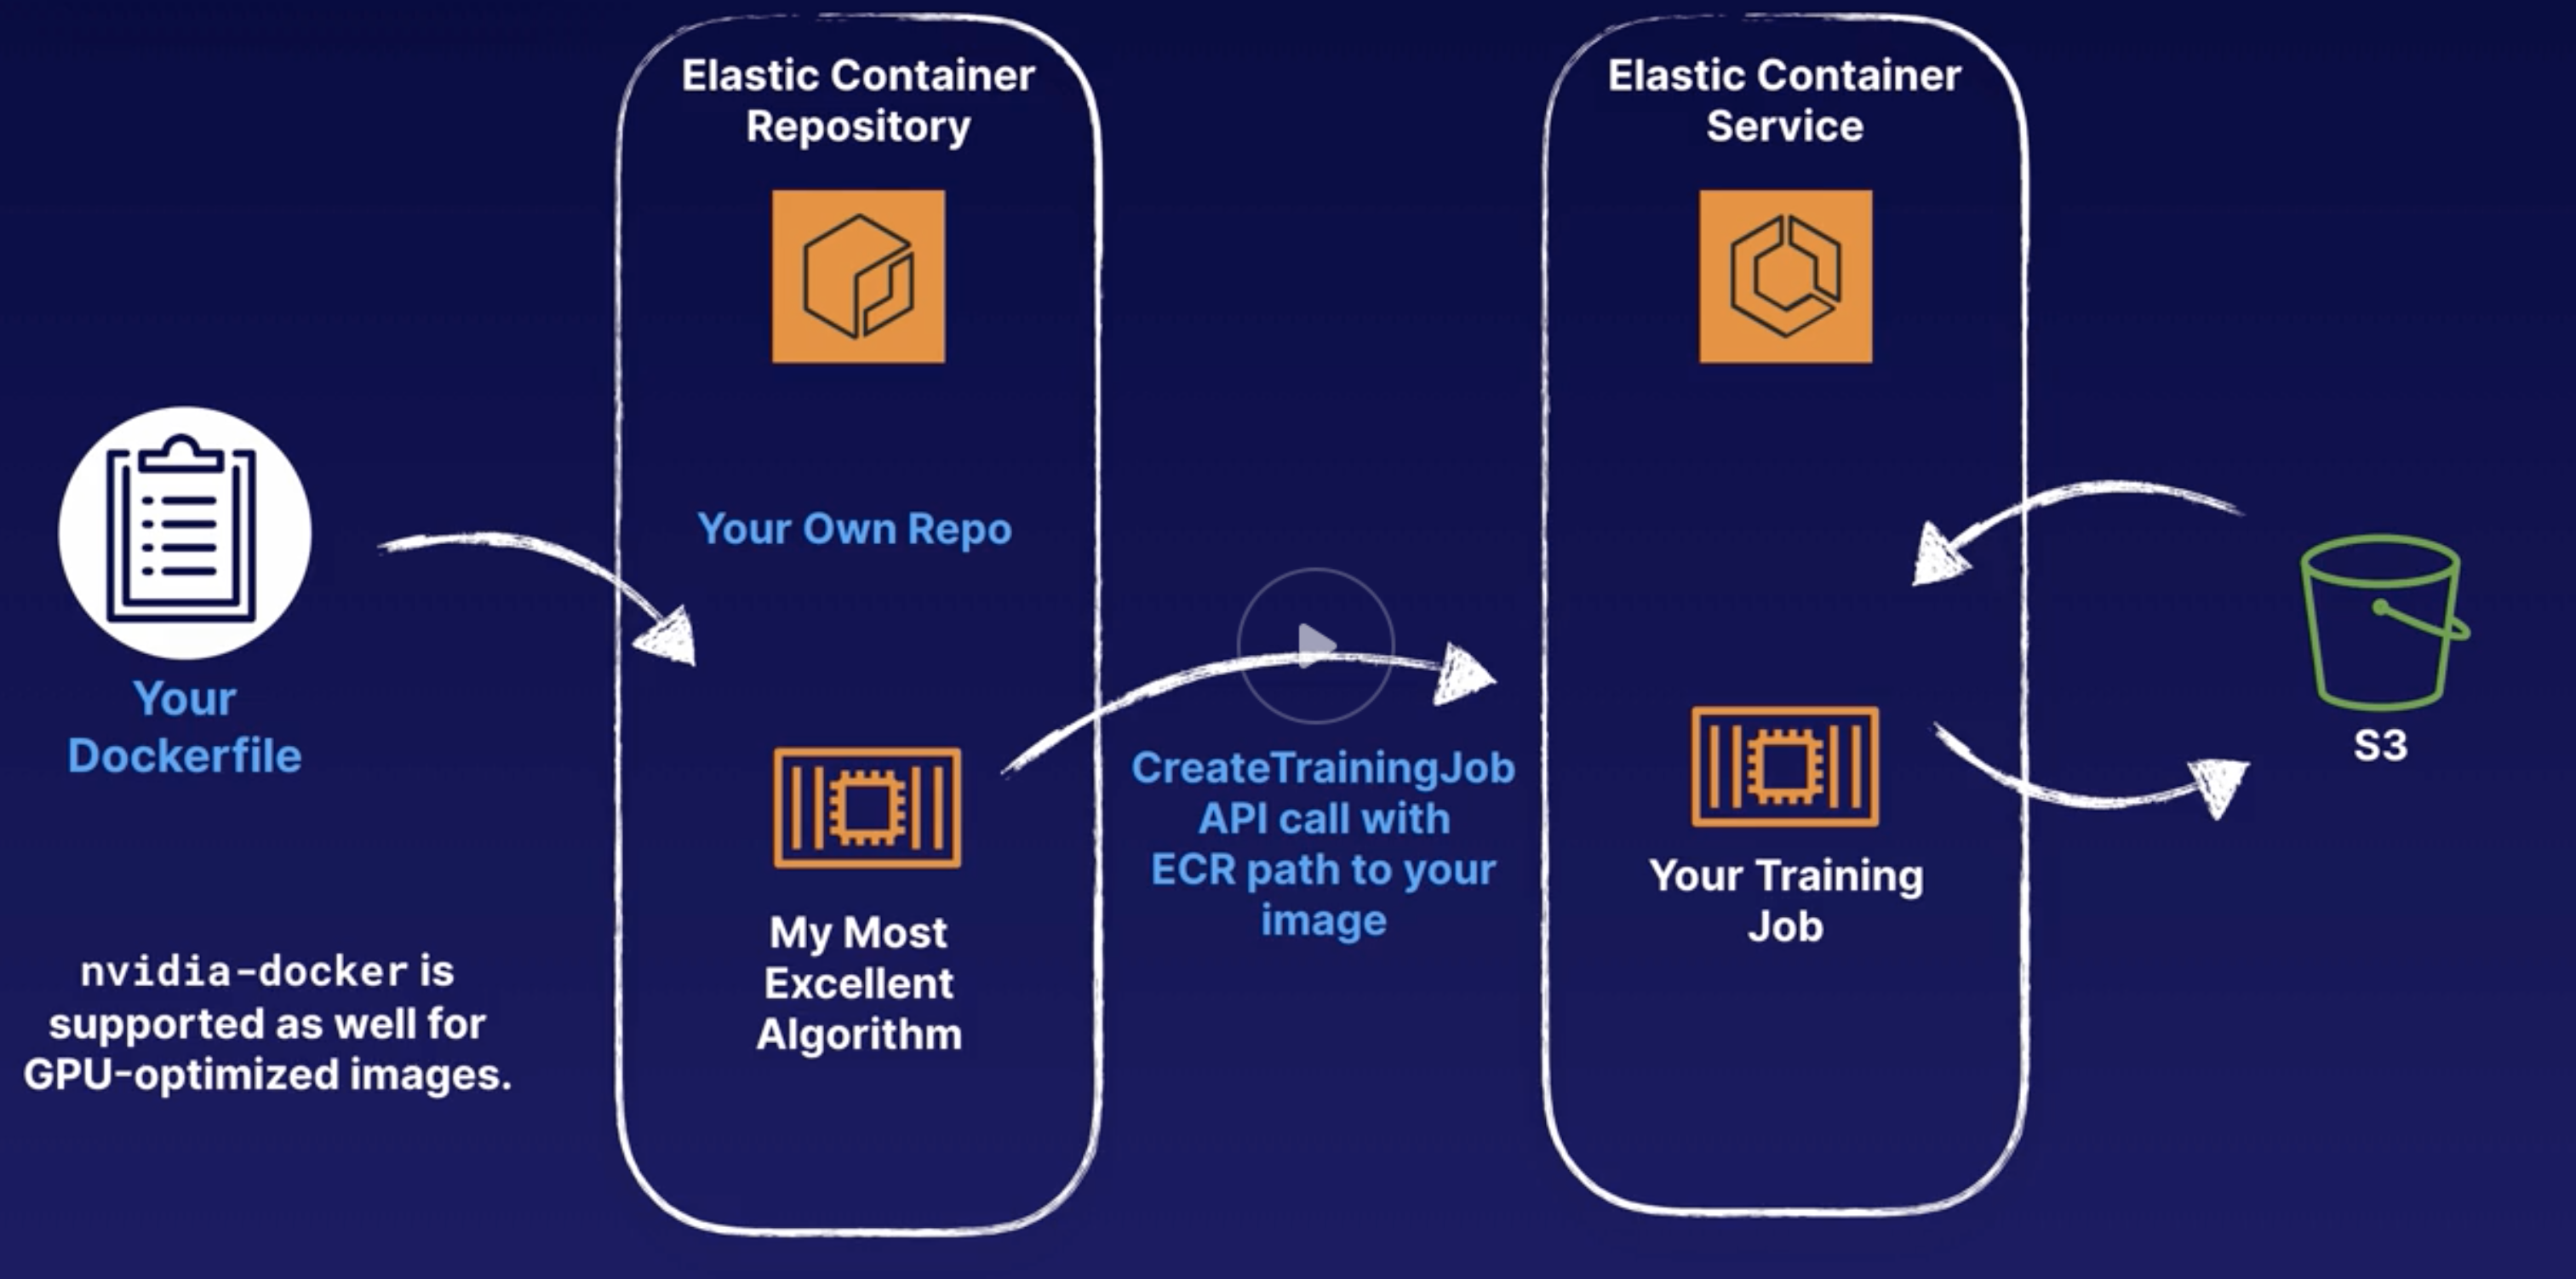 Elastic Container
Repository
Elastic Container
Service
Your Own Repo
Your
Dockerfile
nvidia-docker is
supported as well for
GPU-optimized images.
My Most
Excellent
Algorithm
CreateTrainingJob
API call with
ECR path to your
image
Your Training
Job
S3